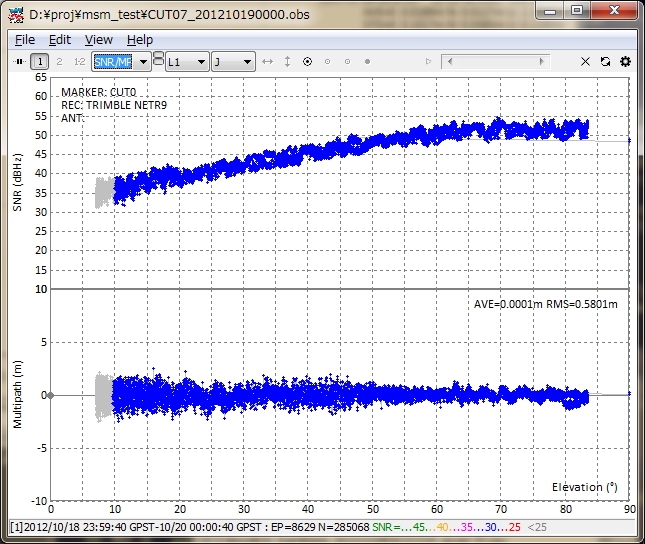 D:¥proj¥msm_test¥CUT07_201210190000.obs
File Edit View Help
1 2 1-2 SNR/MP L1 J
65
60
55
50
45
40
35
30
25
20
15
10
SNR (dBHz)
MARKER: CUT0
REC: TRIMBLE NETR9
ANT:
10
5
0
-5
-10
Multipath (m)
AVE=0.0001m RMS=0.5801m
Elevation (°)
0 10 20 30 40 50 60 70 80 90
[1]2012/10/18 23:59:40 GPST-10/20 00:00:40 GPST : EP=8629 N=285068 SNR=...45...40...35...30...25 <25